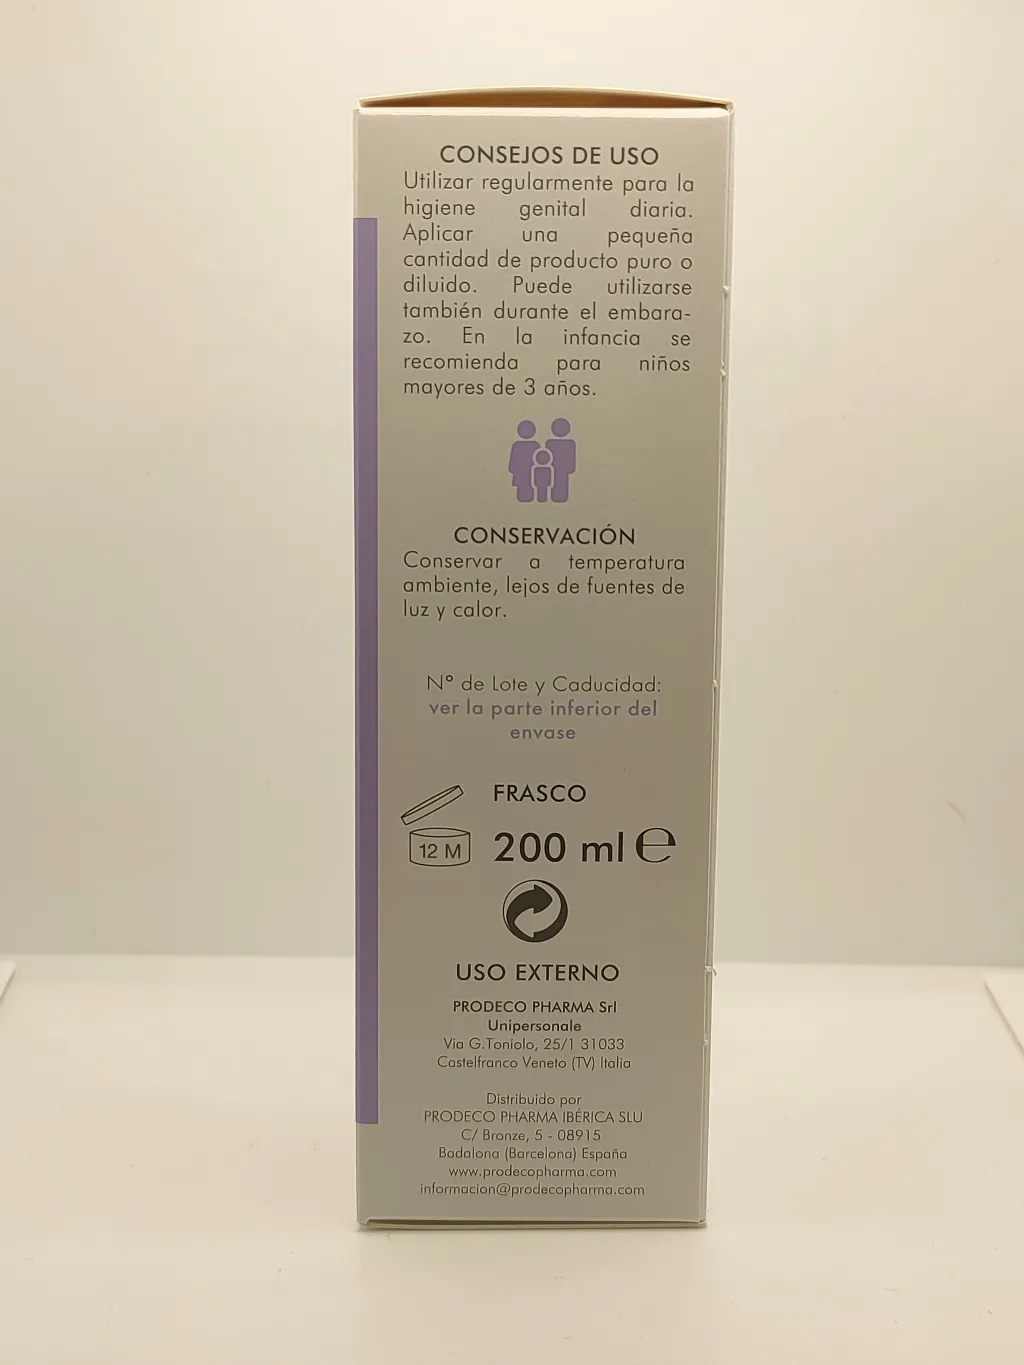 CONSEJOS DE USO
Utilizar regularmente para la
higiene genital diaria.
Aplicar una pequeña
cantidad de producto puro o
diluido. Puede utilizarse
también durante el embara-
zo. En la infancia se
recomienda para niños
mayores de 3 años.
CONSERVACIÓN
Conservar a temperatura
ambiente, lejos de fuentes de
luz y calor.
N° de Lote y Caducidad:
ver la parte inferior del
envase
FRASCO
12 M 200 ml ℮
USO EXTERNO
PRODECO PHARMA Srl
Unipersonale
Via G.Toniolo, 25/1 31033
Castelfranco Veneto (TV) Italia
Distribuido por
PRODECO PHARMA IBÉRICA SLU
C/ Bronze, 5 - 08915
Badalona (Barcelona) España
www.prodecopharma.com
informacion@prodecopharma.com